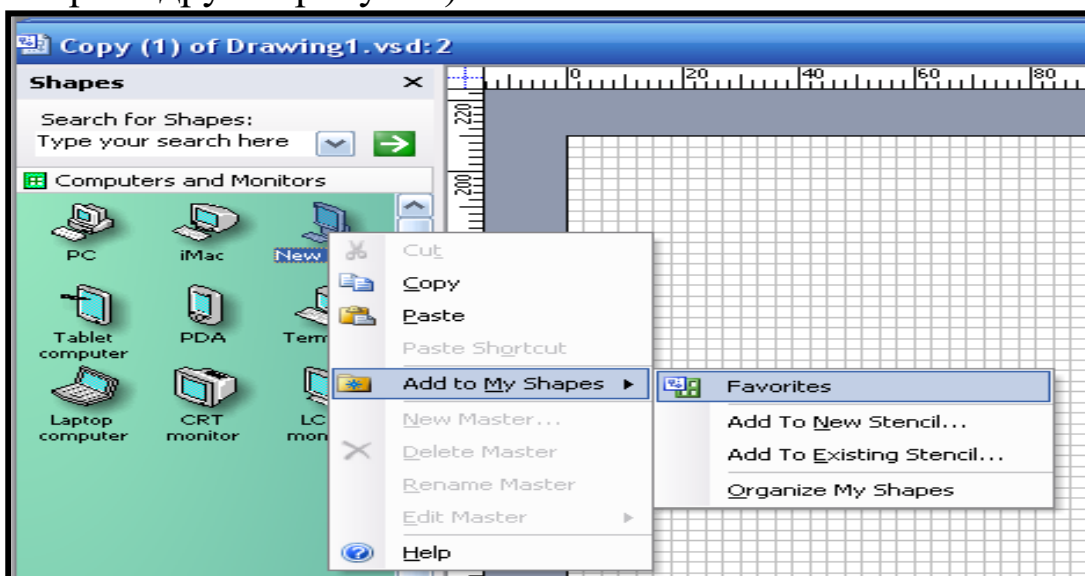 Copy (1) of Drawing1.vsd:2
Shapes
Search for Shapes:
Type your search here
Computers and Monitors
PC iMac New
Tablet computer PDA
Laptop computer CRT monitor
Cut
Copy
Paste
Paste Shortcut
Add to My Shapes
New Master...
Delete Master
Rename Master
Edit Master
Help
Favorites
Add To New Stencil...
Add To Existing Stencil...
Organize My Shapes
0 20 40 60 80
220
200